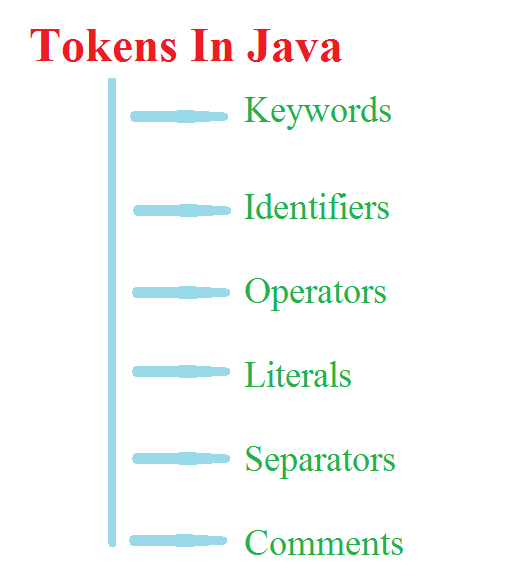 Tokens In Java
Keywords
Identifiers
Operators
Literals
Separators
Comments